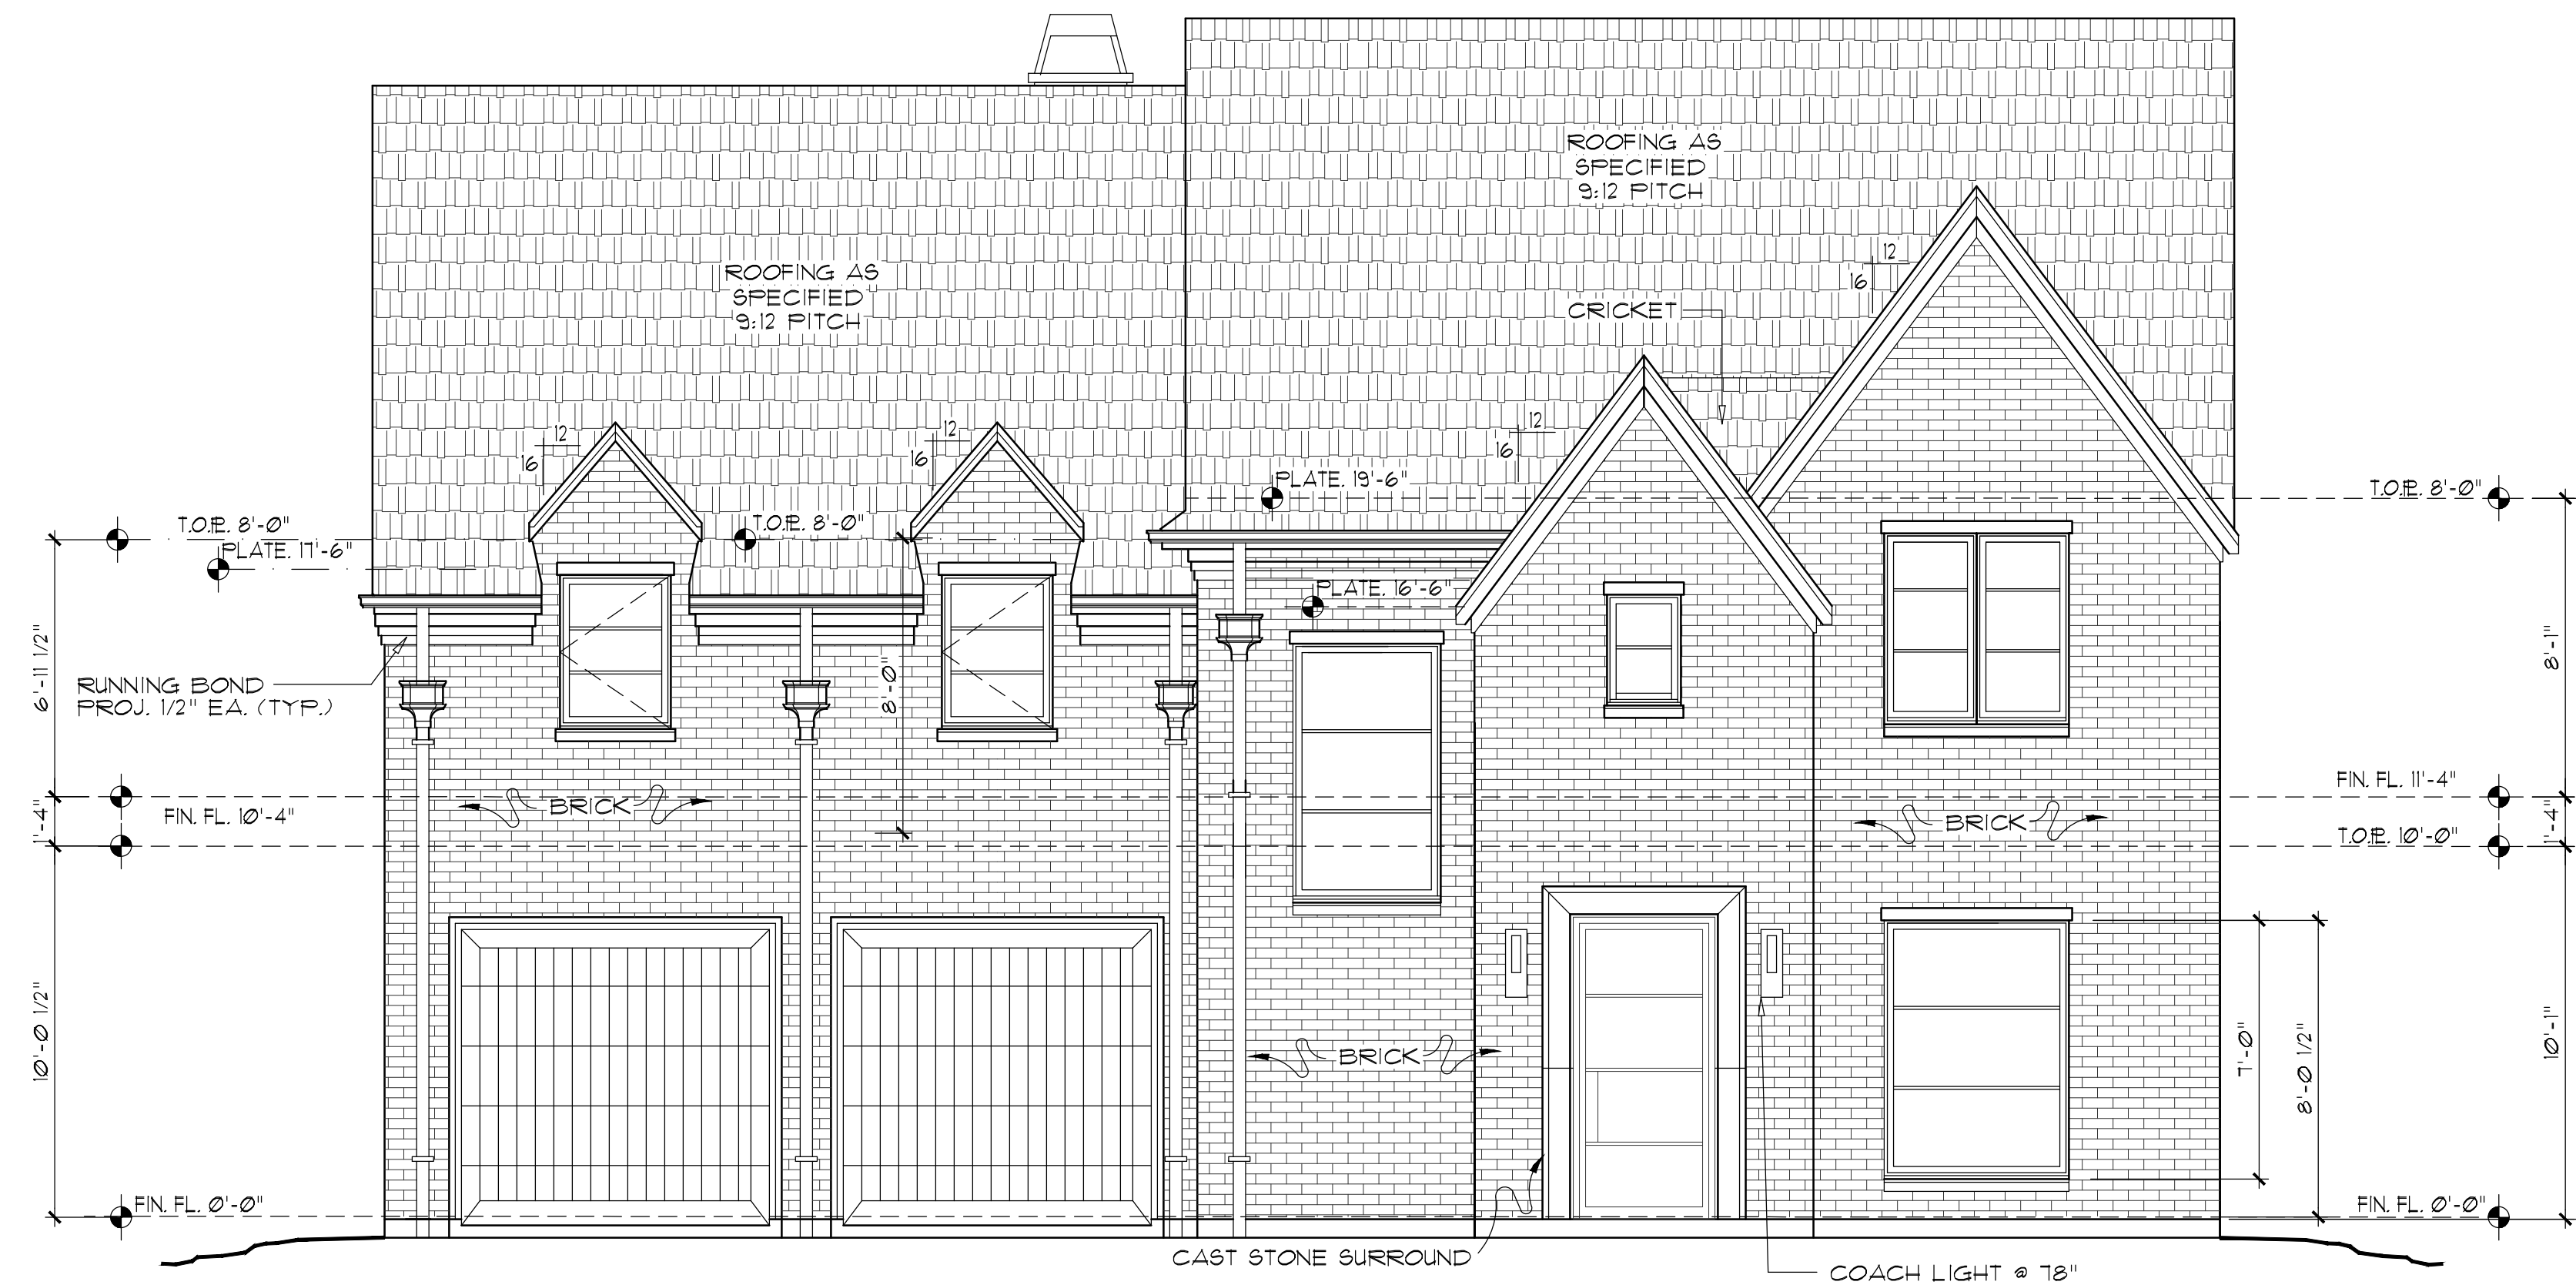 ROOFING AS
SPECIFIED
9:12 PITCH
ROOFING AS
SPECIFIED
9:12 PITCH
12
16
CRICKET
12
16
12
16
12
16
PLATE. 19'-6"
T.O.P. 8'-0"
T.O.P. 8'-0"
PLATE. 17'-6"
T.O.P. 8'-0"
PLATE. 16'-6"
6'-11 1/2"
RUNNING BOND
PROJ. 1/2" EA. (TYP.)
8'-0"
8'-1"
FIN. FL. 11'-4"
1'-4"
FIN. FL. 10'-4"
BRICK
BRICK
T.O.P. 10'-0"
1'-4"
10'-0 1/2"
BRICK
7'-0"
8'-0 1/2"
10'-1"
FIN. FL. 0'-0"
FIN. FL. 0'-0"
CAST STONE SURROUND
COACH LIGHT @ 78"